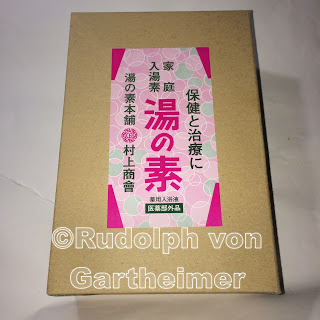 保健と治療に
家庭
入湯素
湯の素
湯の素本舗
村上商會
薬用入浴液
医薬部外品
©Rudolph von
Gartheimer